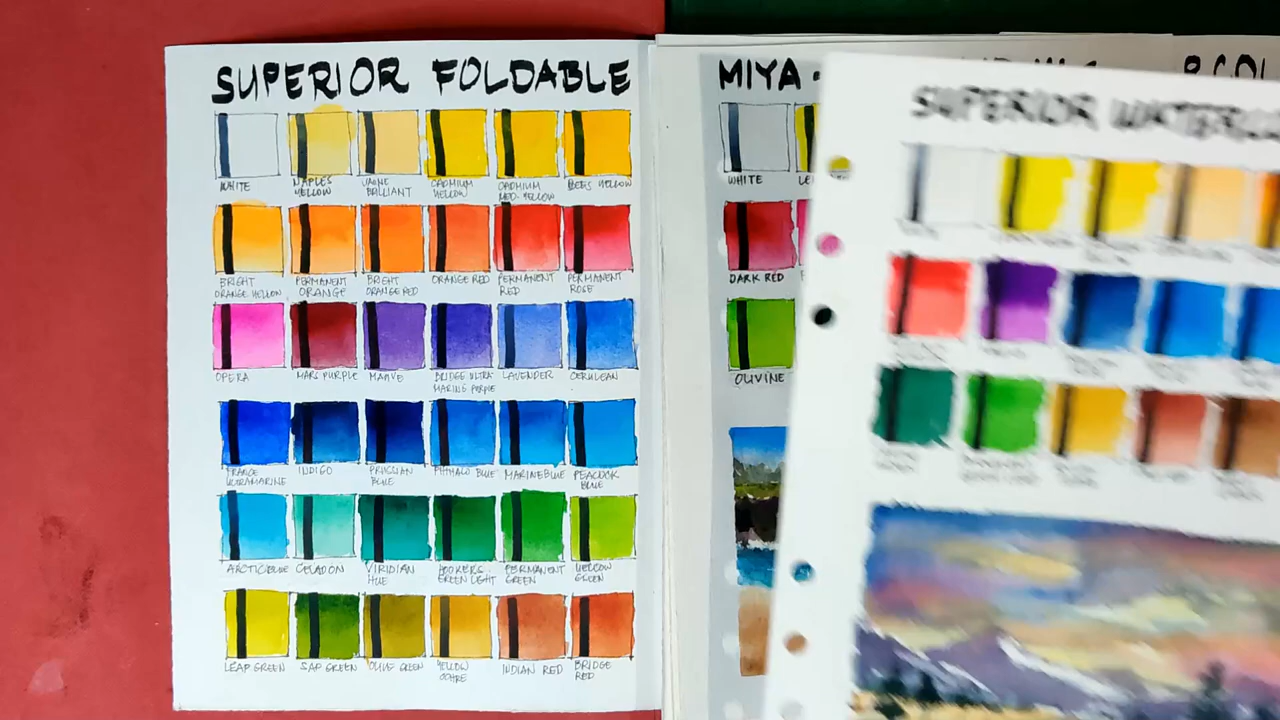 SUPERIOR FOLDABLE
WHITE
NAPLES
YELLOW
JAUNE
BRILLIANT
CADMIUM
YELLOW
CADMIUM
RED-YELLOW
DEEP YELLOW
BRIGHT
ORANGE YELLOW
PERMANENT
ORANGE
BRIGHT
ORANGE RED
ORANGE RED
PERMANENT
RED
PERMANENT
ROSE
OPERA
MARS PURPLE
MAUVE
BRIDGE ULTRA-
MARINE PURPLE
LAVENDER
CERULEAN
FRANCE
ULTRAMARINE
INDIGO
PRUSSIAN
BLUE
PHTHALO BLUE
MARINE BLUE
PEACOCK
BLUE
ARCTIC BLUE
CELADON
VIRIDIAN
HUE
HOOKERS
GREEN LIGHT
PERMANENT
GREEN
YELLOW
GREEN
LEAP GREEN
SAP GREEN
OLIVE GREEN
YELLOW
OCHRE
INDIAN RED
BRIDGE
RED
MIYA -
WHITE
DARK RED
OLIVINE
SUPERIOR